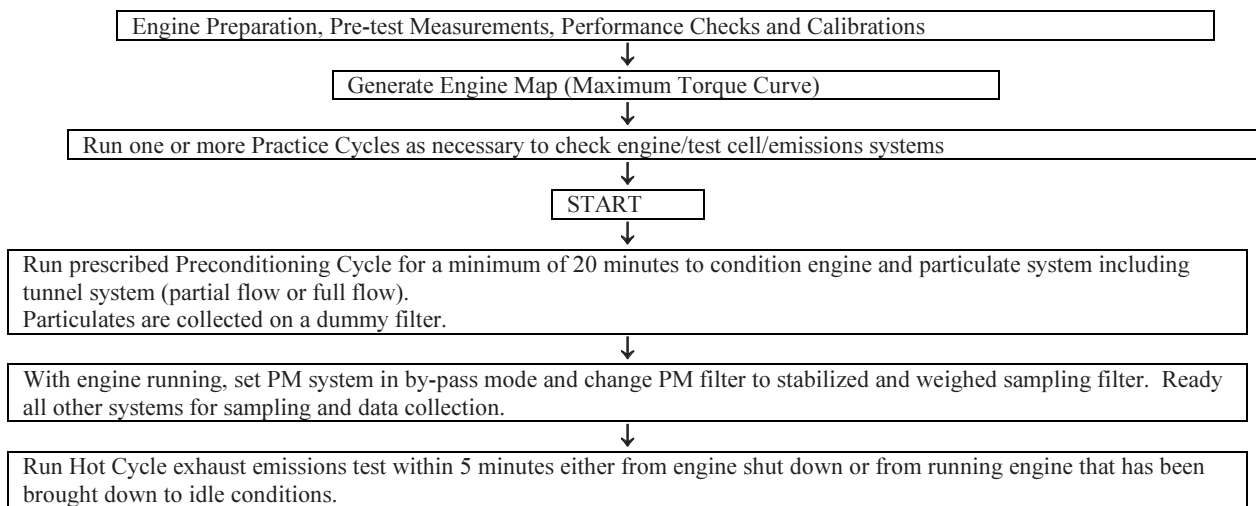 Engine Preparation, Pre-test Measurements, Performance Checks and Calibrations
Generate Engine Map (Maximum Torque Curve)
Run one or more Practice Cycles as necessary to check engine/test cell/emissions systems
START
Run prescribed Preconditioning Cycle for a minimum of 20 minutes to condition engine and particulate system including
tunnel system (partial flow or full flow).
Particulates are collected on a dummy filter.
With engine running, set PM system in by-pass mode and change PM filter to stabilized and weighed sampling filter. Ready
all other systems for sampling and data collection.
Run Hot Cycle exhaust emissions test within 5 minutes either from engine shut down or from running engine that has been
brought down to idle conditions.